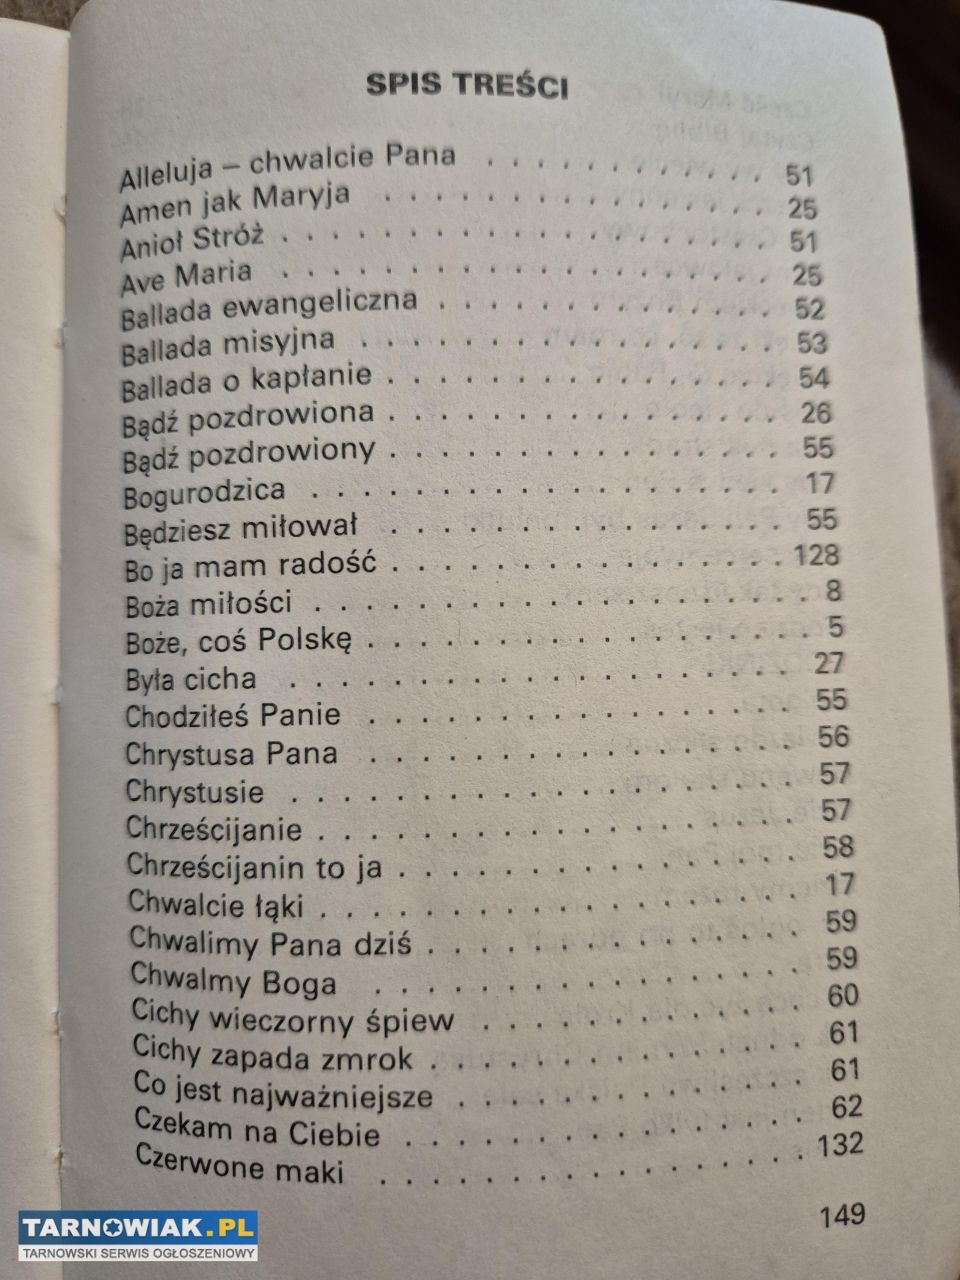 SPIS TREŚCI
Alleluja – chwalcie Pana . . . . . . . . . . . . . 51
Amen jak Maryja . . . . . . . . . . . . . . . . . 25
Anioł Stróż . . . . . . . . . . . . . . . . . . . . 51
Ave Maria . . . . . . . . . . . . . . . . . . . . 25
Ballada ewangeliczna . . . . . . . . . . . . . . 52
Ballada misyjna . . . . . . . . . . . . . . . . . 53
Ballada o kapłanie . . . . . . . . . . . . . . . . 54
Bądź pozdrowiona . . . . . . . . . . . . . . . . 26
Bądź pozdrowiony . . . . . . . . . . . . . . . . 55
Bogurodzica . . . . . . . . . . . . . . . . . . . 17
Będziesz miłował . . . . . . . . . . . . . . . . 55
Bo ja mam radość . . . . . . . . . . . . . . . . 128
Boża miłości . . . . . . . . . . . . . . . . . . . 8
Boże, coś Polskę . . . . . . . . . . . . . . . . . 5
Była cicha . . . . . . . . . . . . . . . . . . . . 27
Chodziłeś Panie . . . . . . . . . . . . . . . . . 55
Chrystusa Pana . . . . . . . . . . . . . . . . . 56
Chrystusie . . . . . . . . . . . . . . . . . . . . 57
Chrześcijanie . . . . . . . . . . . . . . . . . . . 57
Chrześcijanin to ja . . . . . . . . . . . . . . . . 58
Chwalcie łąki . . . . . . . . . . . . . . . . . . . 17
Chwalimy Pana dziś . . . . . . . . . . . . . . . 59
Chwalmy Boga . . . . . . . . . . . . . . . . . 59
Cichy wieczorny śpiew . . . . . . . . . . . . . 60
Cichy zapada zmrok . . . . . . . . . . . . . . . 61
Co jest najważniejsze . . . . . . . . . . . . . . 61
Czekam na Ciebie . . . . . . . . . . . . . . . . 62
Czerwone maki . . . . . . . . . . . . . . . . . 132
149
TARNOWIAK.PL
TARNOWSKI SERWIS OGŁOSZENIOWY